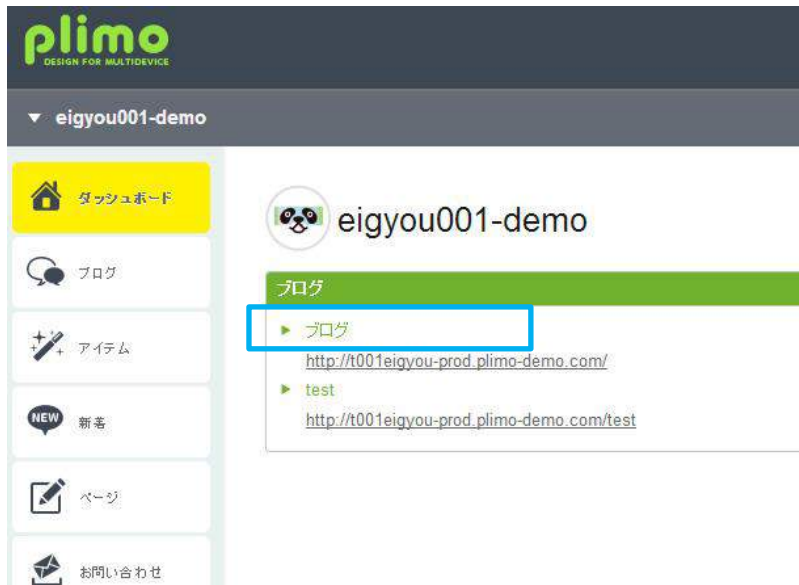 plimo
DESIGN FOR MULTIDEVICE
▼ eigyou001-demo
ダッシュボード
ブログ
アイテム
NEW 新着
ページ
お問い合わせ
eigyou001-demo
ブログ
▶ ブログ
http://t001eigyou-prod.plimo-demo.com/
▶ test
http://t001eigyou-prod.plimo-demo.com/test